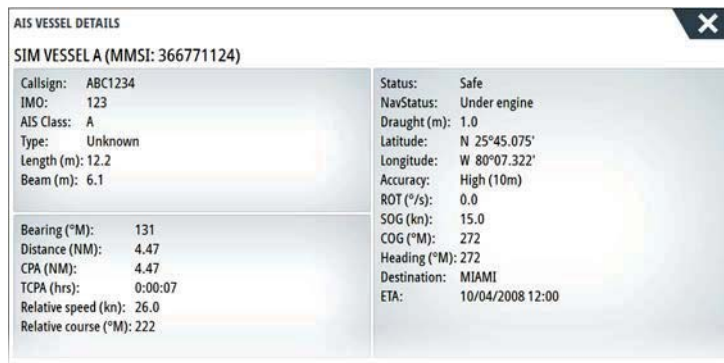 AIS VESSEL DETAILS
SIM VESSEL A (MMSI: 366771124)
Callsign: ABC1234
IMO: 123
AIS Class: A
Type: Unknown
Length (m): 12.2
Beam (m): 6.1
Bearing (°M): 131
Distance (NM): 4.47
CPA (NM): 4.47
TCPA (hrs): 0:00:07
Relative speed (kn): 26.0
Relative course (°M): 222
Status: Safe
NavStatus: Under engine
Draught (m): 1.0
Latitude: N 25°45.075'
Longitude: W 80°07.322'
Accuracy: High (10m)
ROT (°/s): 0.0
SOG (kn): 15.0
COG (°M): 272
Heading (°M): 272
Destination: MIAMI
ETA: 10/04/2008 12:00